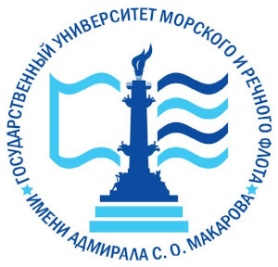 ГОСУДАРСТВЕННЫЙ УНИВЕРСИТЕТ МОРСКОГО И РЕЧНОГО ФЛОТА
ИМЕНИ АДМИРАЛА С. О. МАКАРОВА